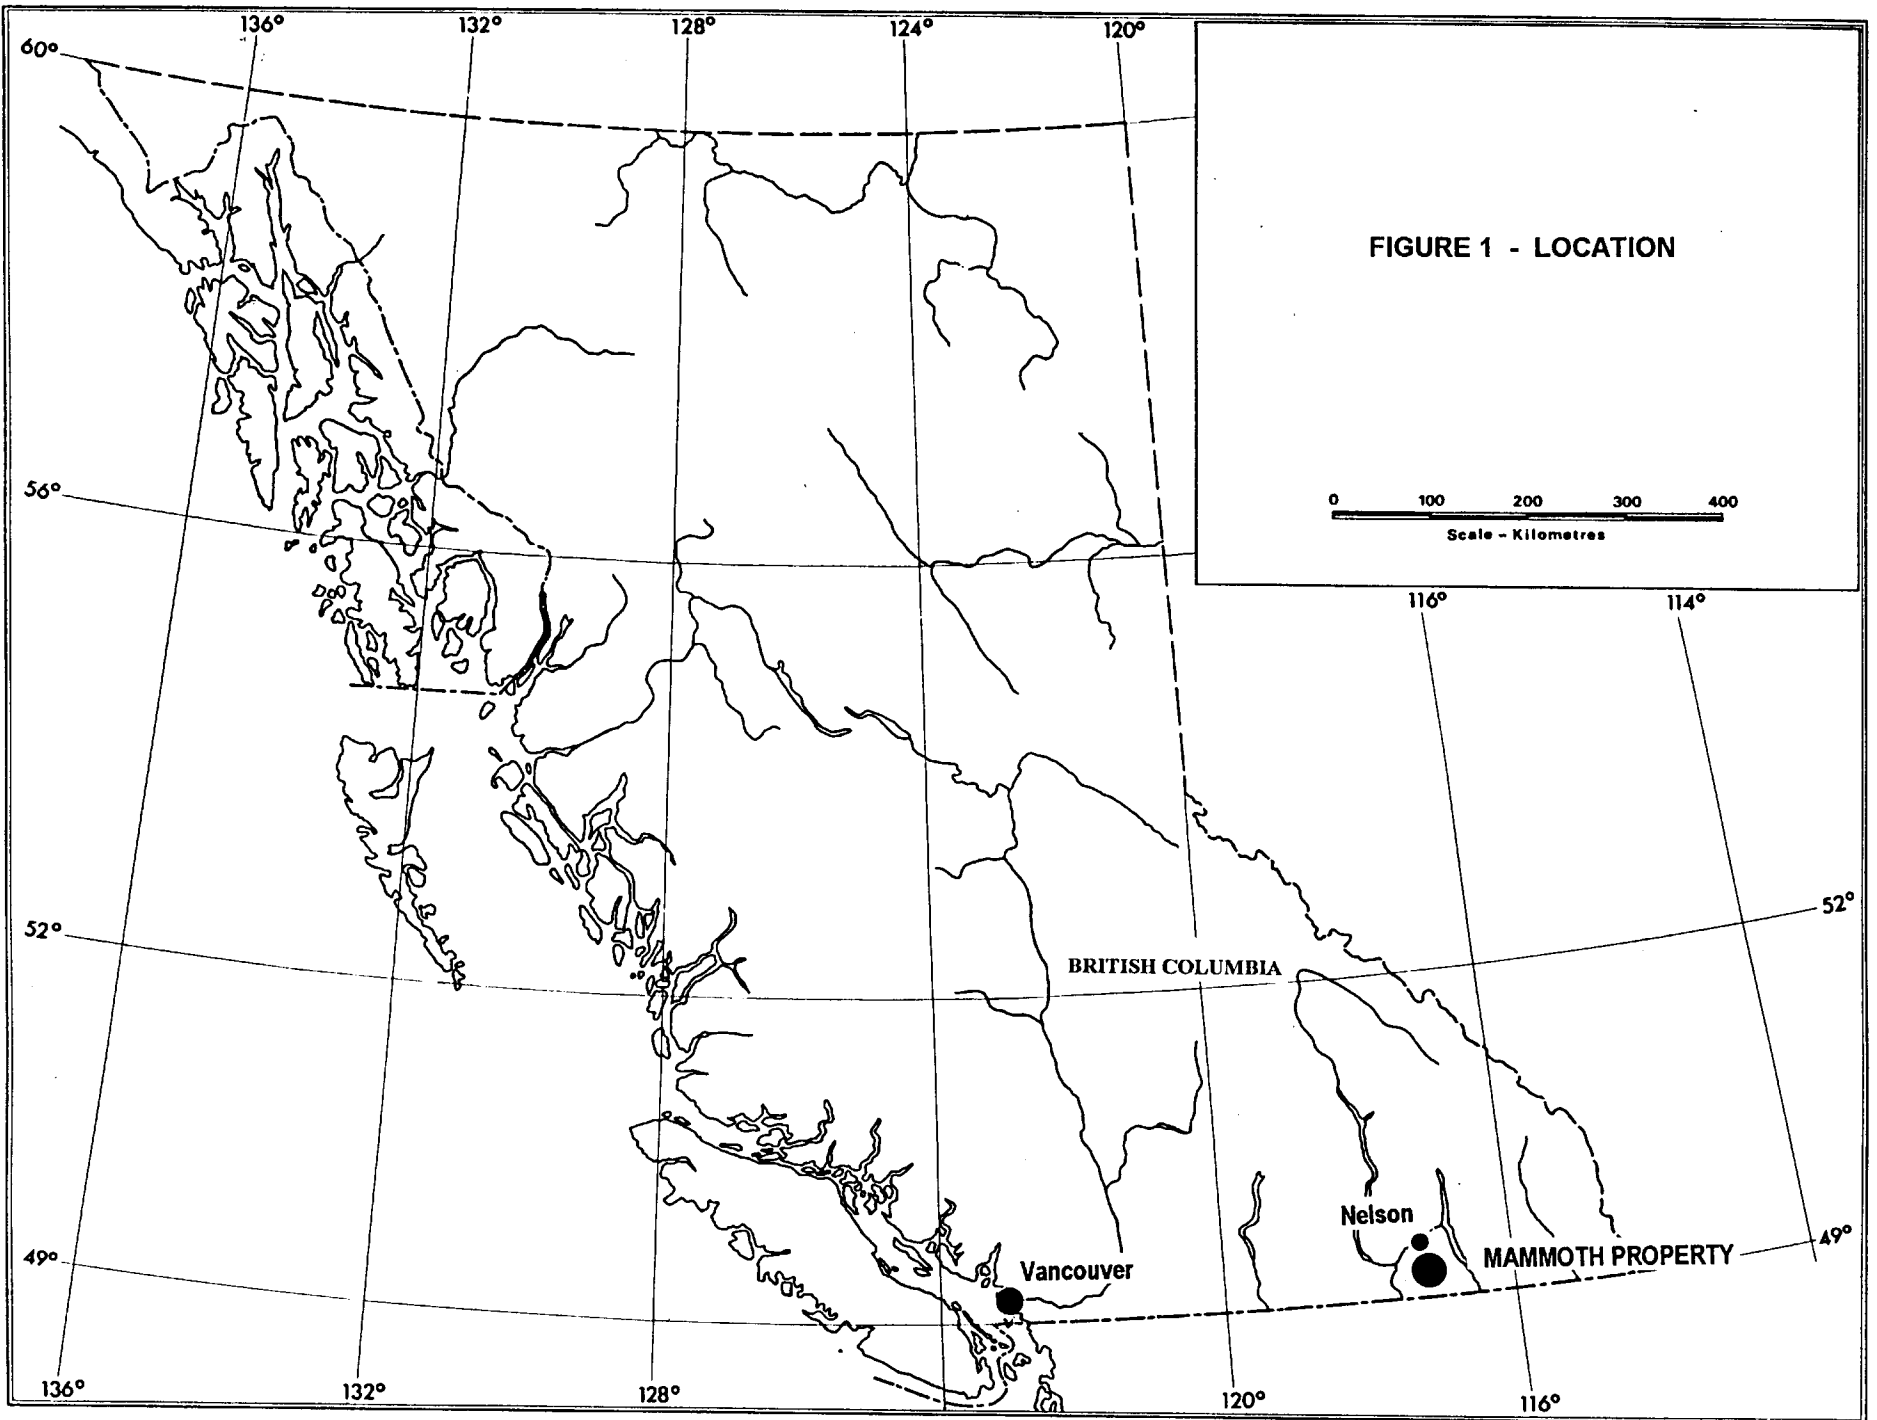 136° 132° 128° 124° 120°
60°
FIGURE 1 - LOCATION
56°
0 100 200 300 400
Scale - Kilometres
116° 114°
52°
52°
BRITISH COLUMBIA
Nelson
49°
49°
MAMMOTH PROPERTY
Vancouver
136° 132° 128° 120° 116°